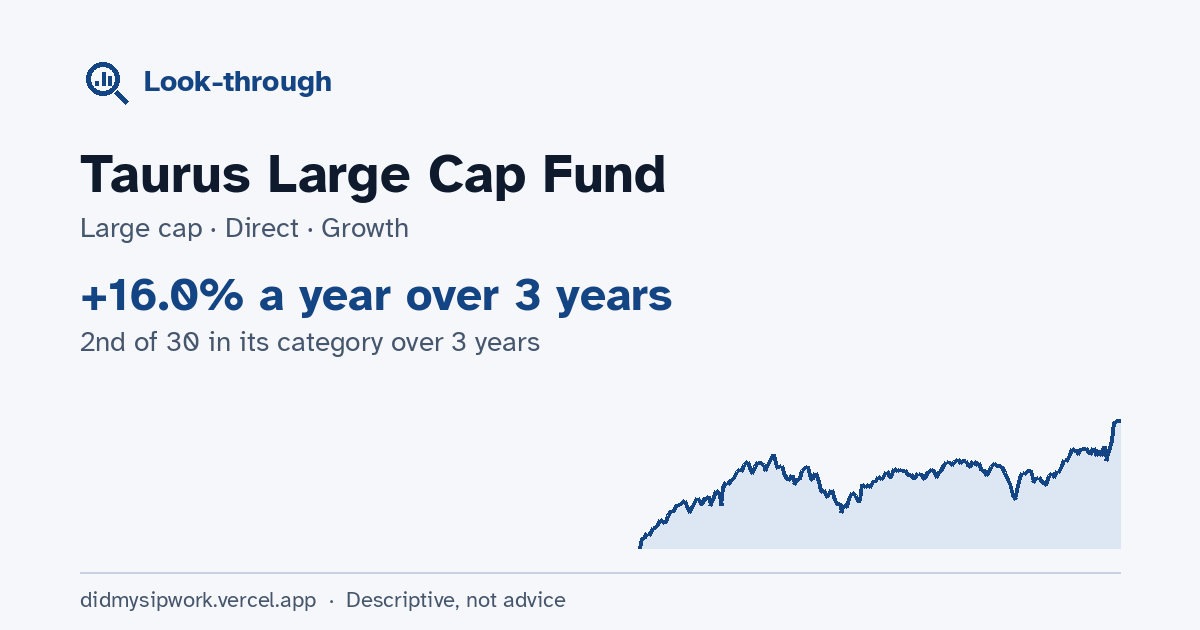 Look-through
Taurus Large Cap Fund
Large cap · Direct · Growth
+16.0% a year over 3 years
2nd of 30 in its category over 3 years
didmysipwork.vercel.app · Descriptive, not advice